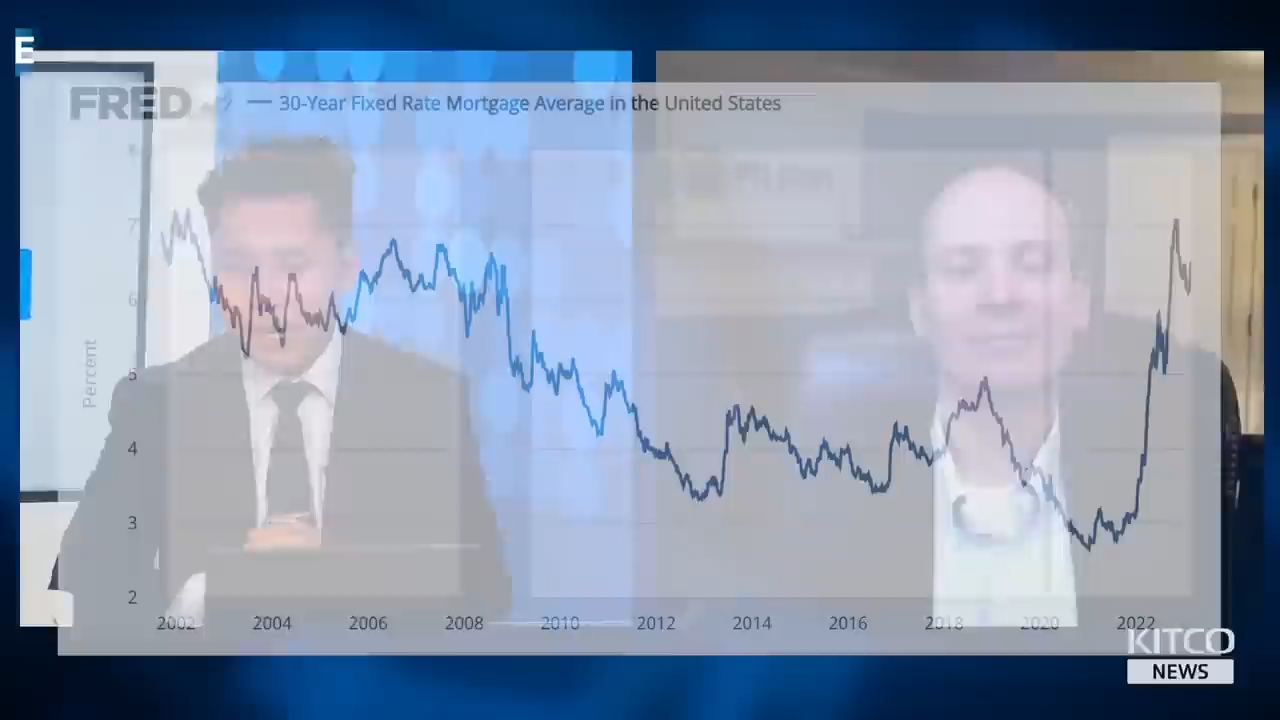 E
FRED
30-Year Fixed Rate Mortgage Average in the United States
Percent
8
7
6
5
4
3
2
2002 2004 2006 2008 2010 2012 2014 2016 2018 2020 2022
KITCO
NEWS